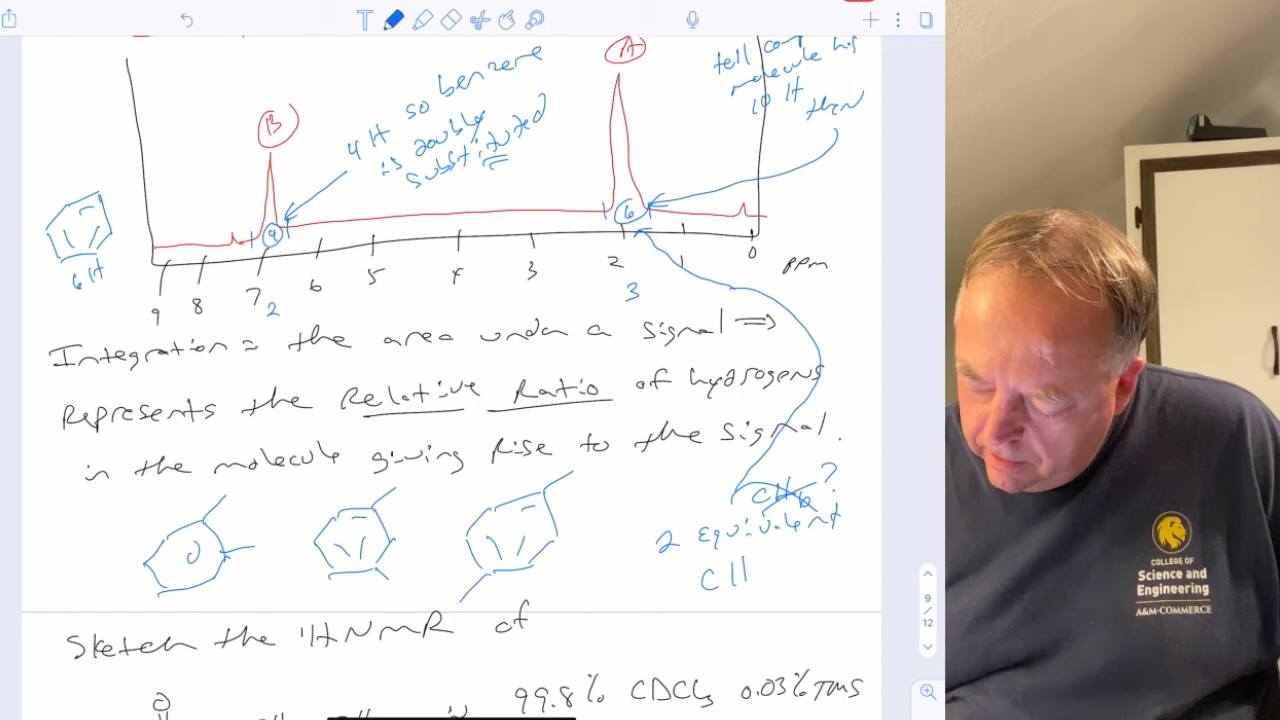 A
B
4 H so benzene
is doubly
substituted
tell
molecule has
10 H then
4
6
6 H
9 8 7 6 5 4 3 2 1 0 PPm
2 3
Integration = the area under a signal ⇒
Represents the Relative Ratio of hydrogens
in the molecule giving Rise to the signal.
CH6 ?
2 equivalent
CH
Sketch the 1H NMR of
99.8% CDCl3 0.03% TMS
9
/
12
COLLEGE OF
Science and
Engineering
A&M-COMMERCE